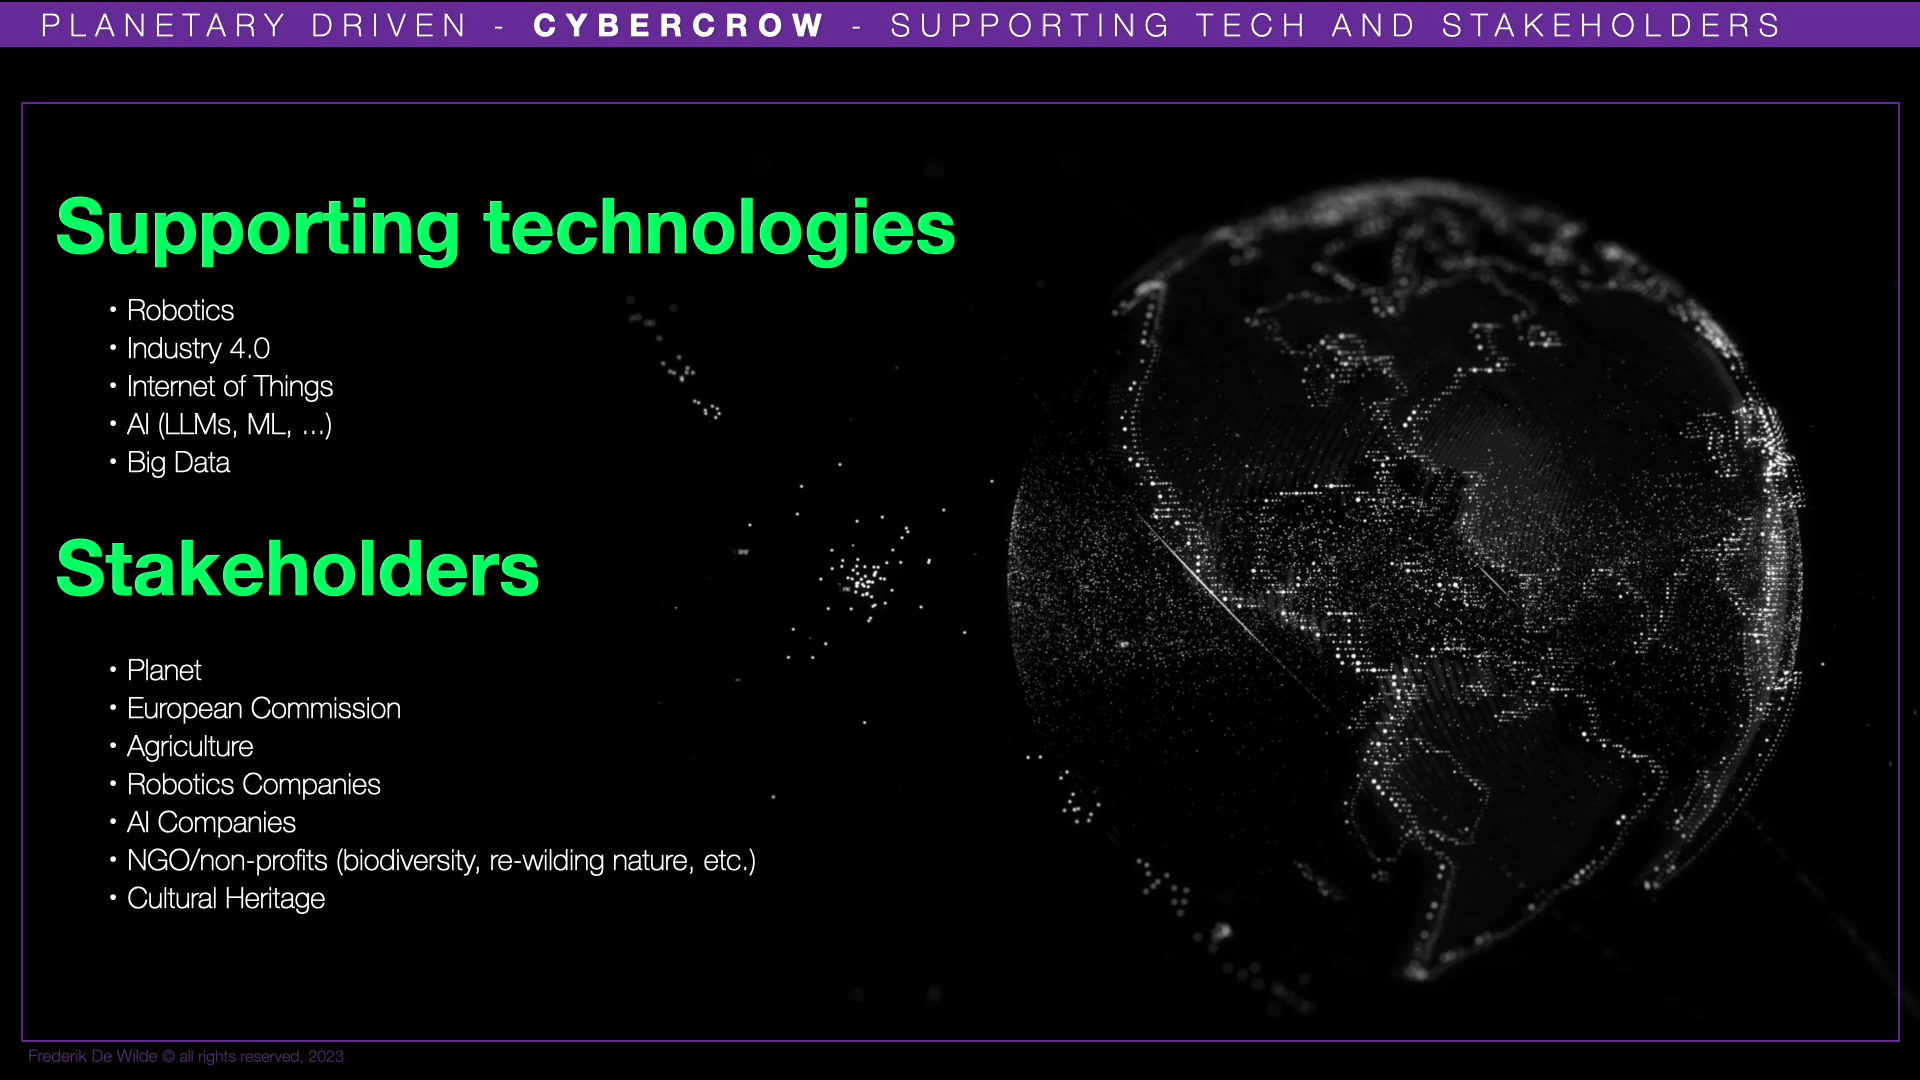 PLANETARY DRIVEN - CYBERCROW - SUPPORTING TECH AND STAKEHOLDERS
Supporting technologies
• Robotics
• Industry 4.0
• Internet of Things
• AI (LLMs, ML, ...)
• Big Data
Stakeholders
• Planet
• European Commission
• Agriculture
• Robotics Companies
• AI Companies
• NGO/non-profits (biodiversity, re-wilding nature, etc.)
• Cultural Heritage
Frederik De Wilde © all rights reserved, 2023